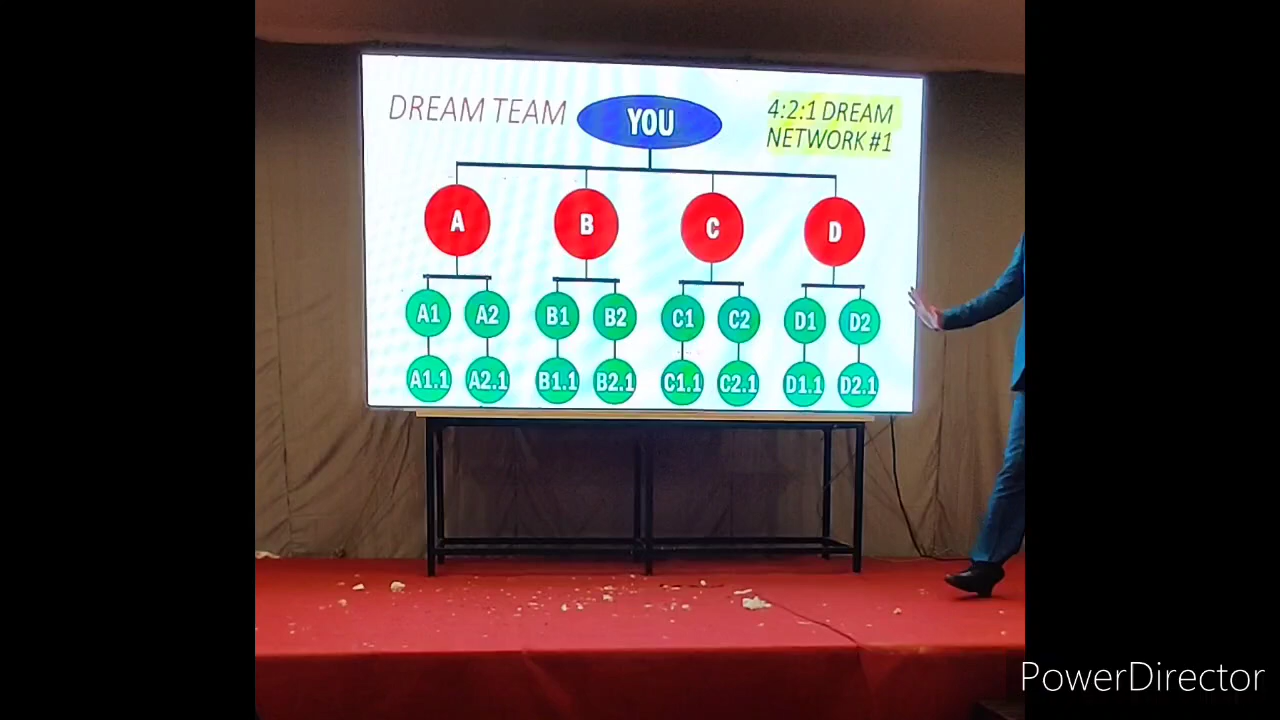 DREAM TEAM
YOU
4:2:1 DREAM
NETWORK #1
A
B
C
D
A1
A2
B1
B2
C1
C2
D1
D2
A1.1
A2.1
B1.1
B2.1
C1.1
C2.1
D1.1
D2.1
PowerDirector